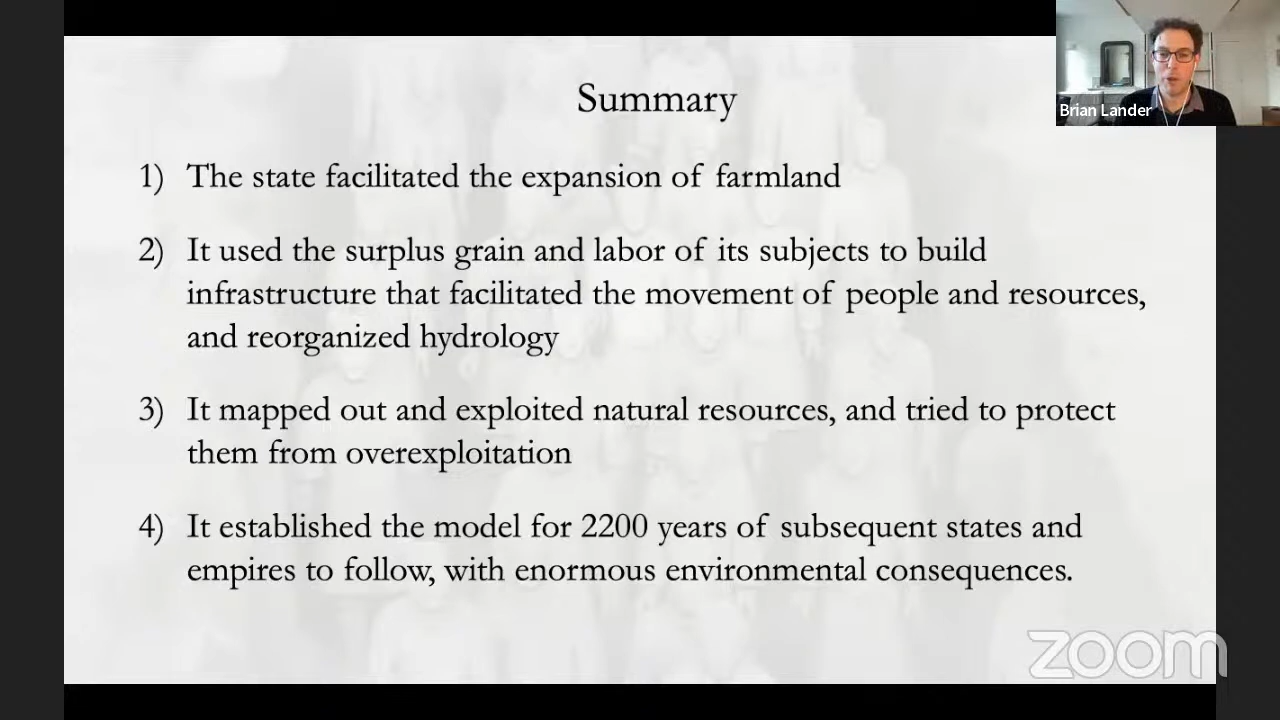 Summary
Brian Lander
1) The state facilitated the expansion of farmland
2) It used the surplus grain and labor of its subjects to build
infrastructure that facilitated the movement of people and resources,
and reorganized hydrology
3) It mapped out and exploited natural resources, and tried to protect
them from overexploitation
4) It established the model for 2200 years of subsequent states and
empires to follow, with enormous environmental consequences.
zoom